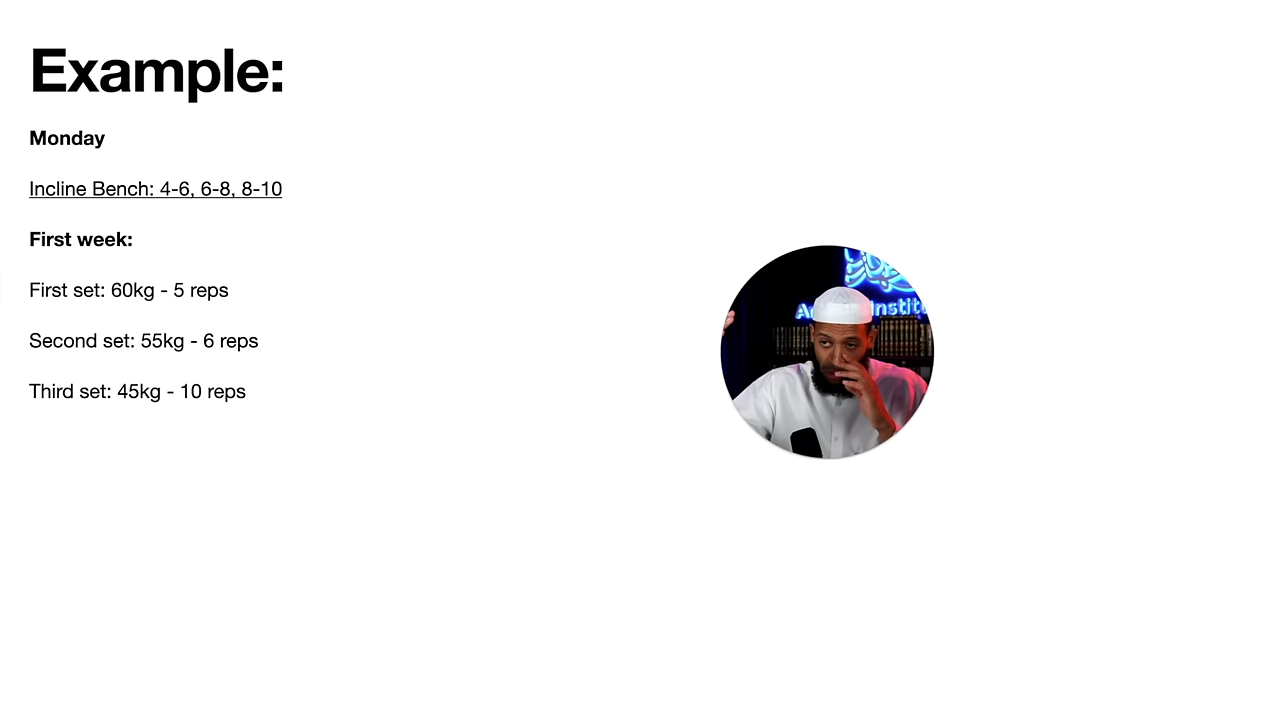 Example:
Monday
Incline Bench: 4-6, 6-8, 8-10
First week:
First set: 60kg - 5 reps
Second set: 55kg - 6 reps
Third set: 45kg - 10 reps